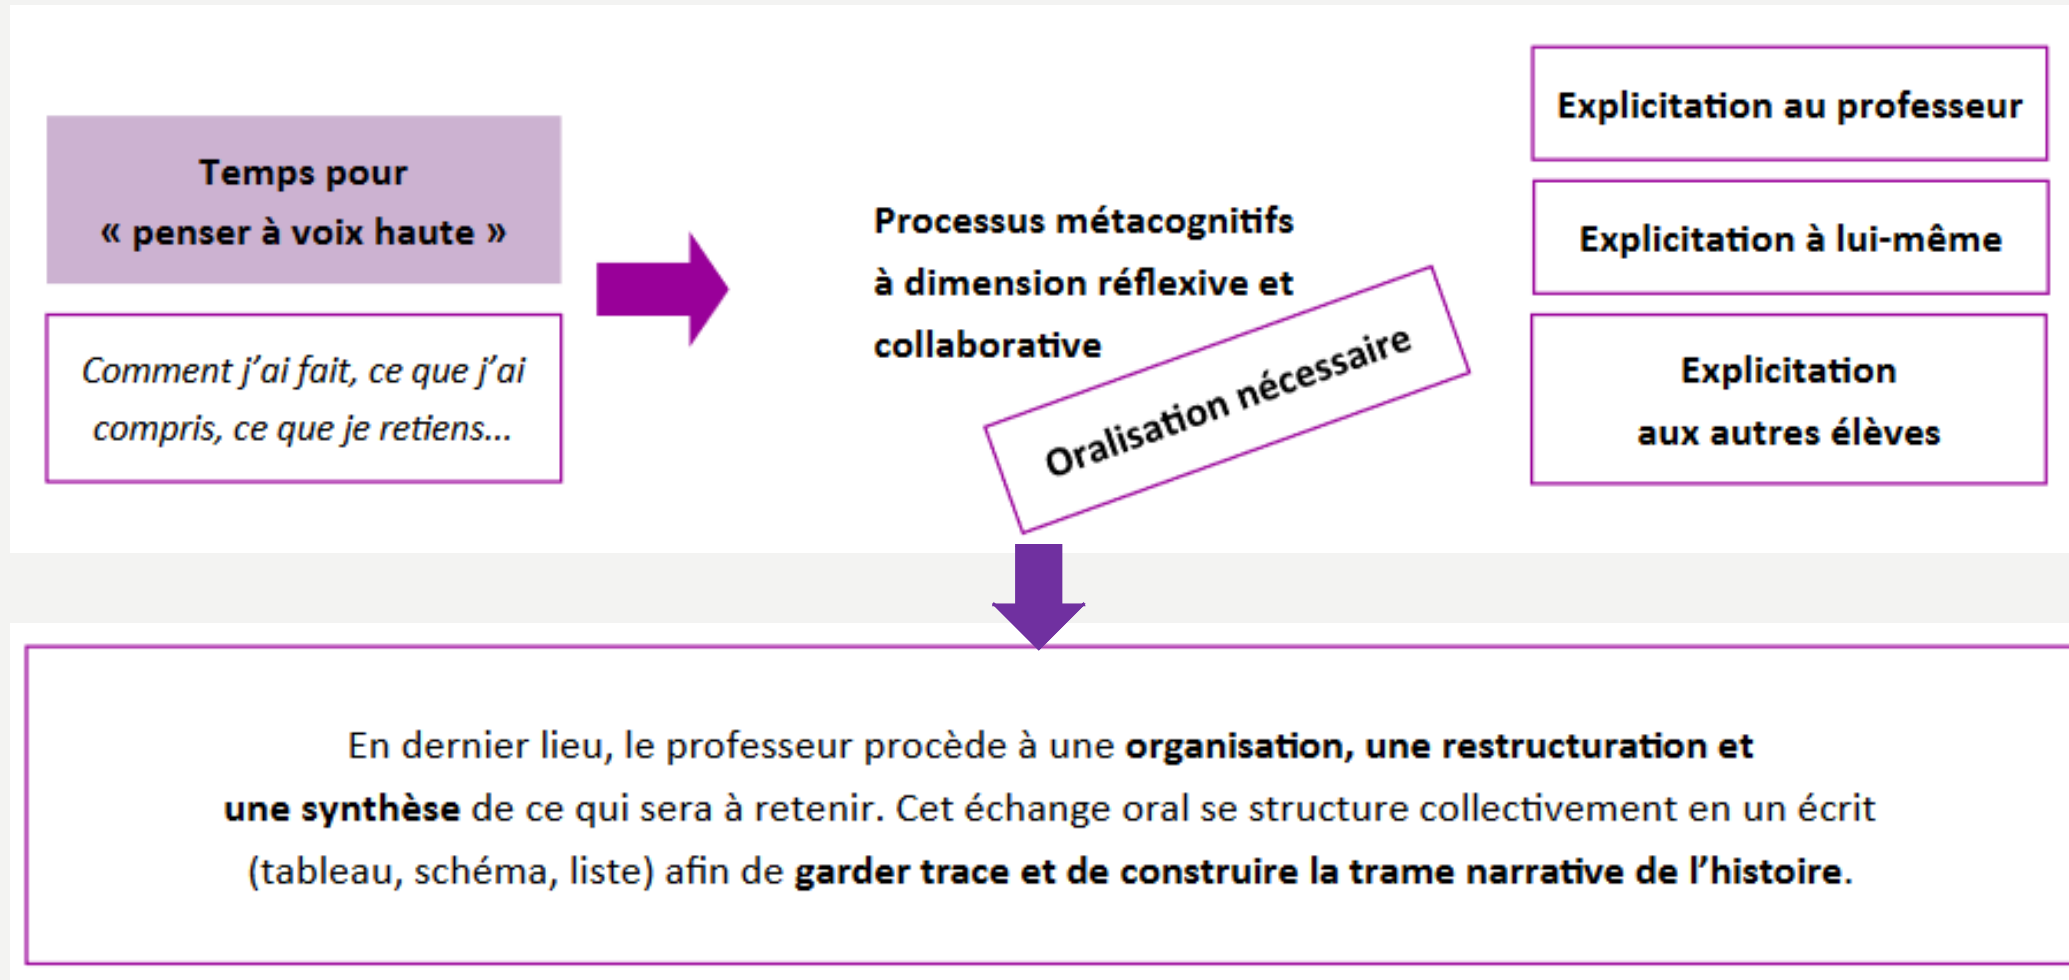 Temps pour
« penser à voix haute »
Comment j’ai fait, ce que j’ai
compris, ce que je retiens...
Processus métacognitifs
à dimension réflexive et
collaborative
Oralisation nécessaire
Explicitation au professeur
Explicitation à lui-même
Explicitation
aux autres élèves
En dernier lieu, le professeur procède à une organisation, une restructuration et
une synthèse de ce qui sera à retenir. Cet échange oral se structure collectivement en un écrit
(tableau, schéma, liste) afin de garder trace et de construire la trame narrative de l’histoire.